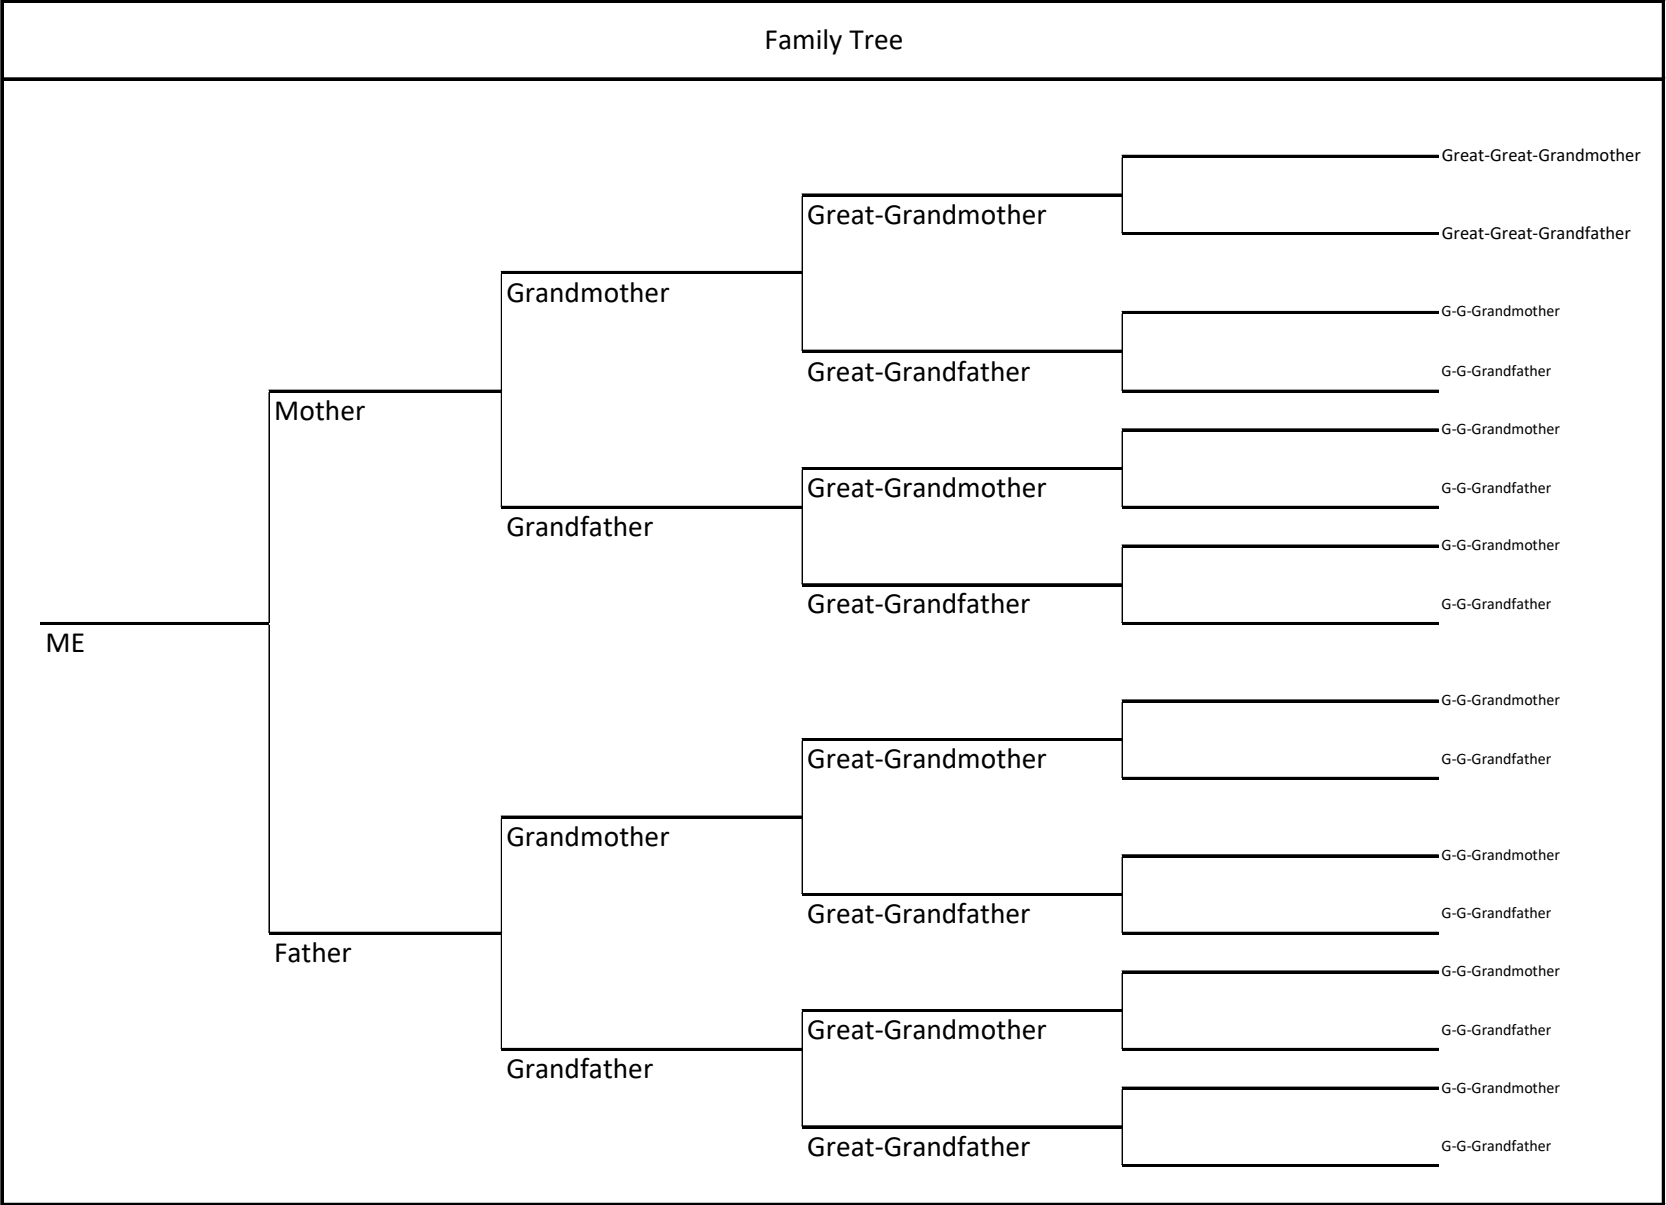 Family Tree
Great-Great-Grandmother
Great-Grandmother
Great-Great-Grandfather
Grandmother
G-G-Grandmother
Great-Grandfather
G-G-Grandfather
Mother
G-G-Grandmother
Great-Grandmother
G-G-Grandfather
Grandfather
G-G-Grandmother
Great-Grandfather
G-G-Grandfather
ME
G-G-Grandmother
Great-Grandmother
G-G-Grandfather
Grandmother
G-G-Grandmother
Great-Grandfather
G-G-Grandfather
Father
G-G-Grandmother
Great-Grandmother
G-G-Grandfather
Grandfather
G-G-Grandmother
Great-Grandfather
G-G-Grandfather